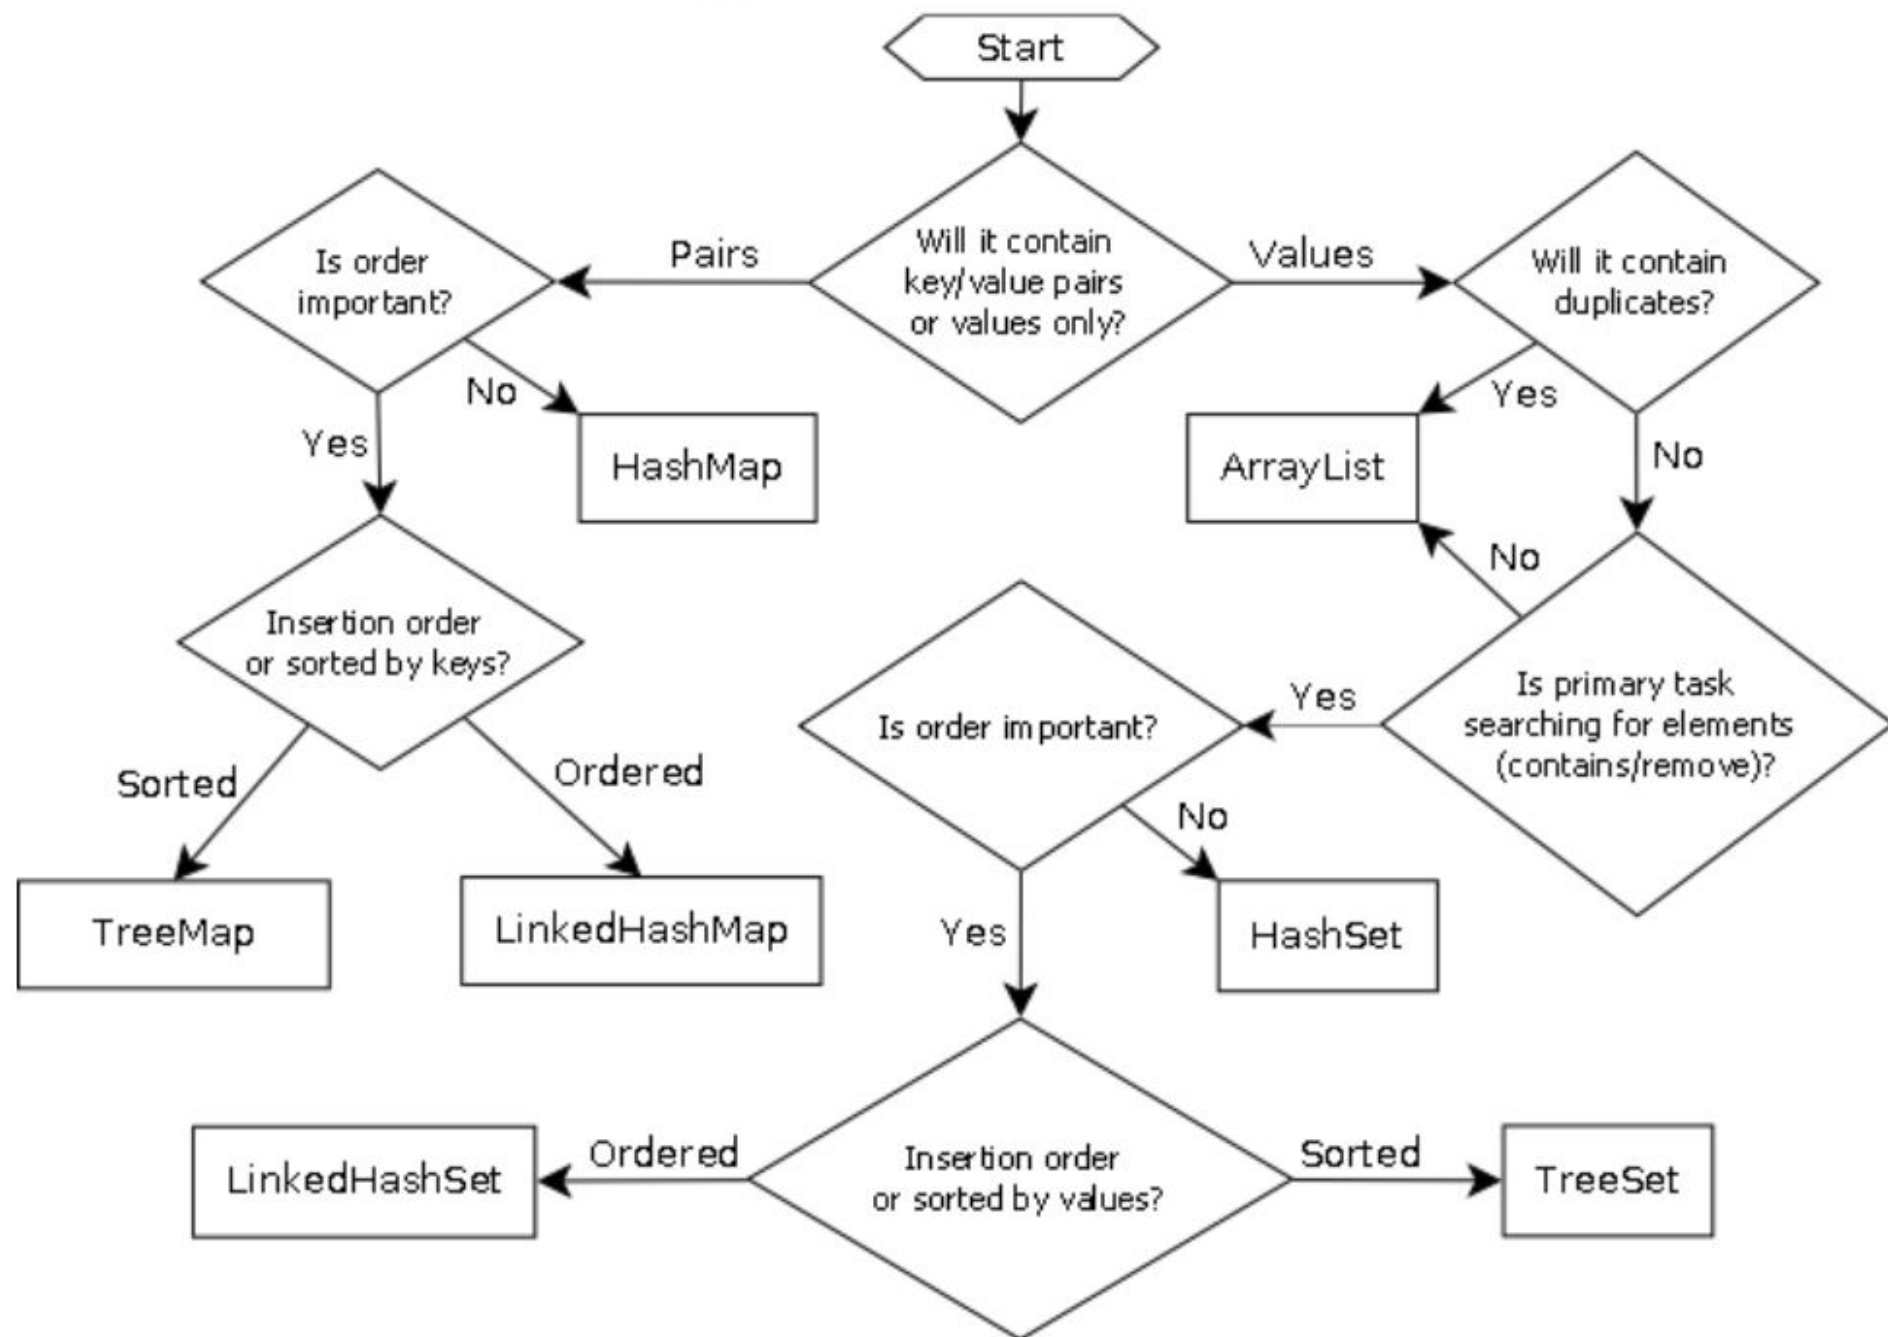 Start
Will it contain
key/value pairs
or values only?
Pairs
Values
Is order
important?
Will it contain
duplicates?
No
Yes
Yes
HashMap
ArrayList
No
No
Insertion order
or sorted by keys?
Is order important?
Yes
Is primary task
searching for elements
(contains/remove)?
Sorted
Ordered
No
TreeMap
LinkedHashMap
Yes
HashSet
Ordered
Insertion order
or sorted by values?
Sorted
LinkedHashSet
TreeSet